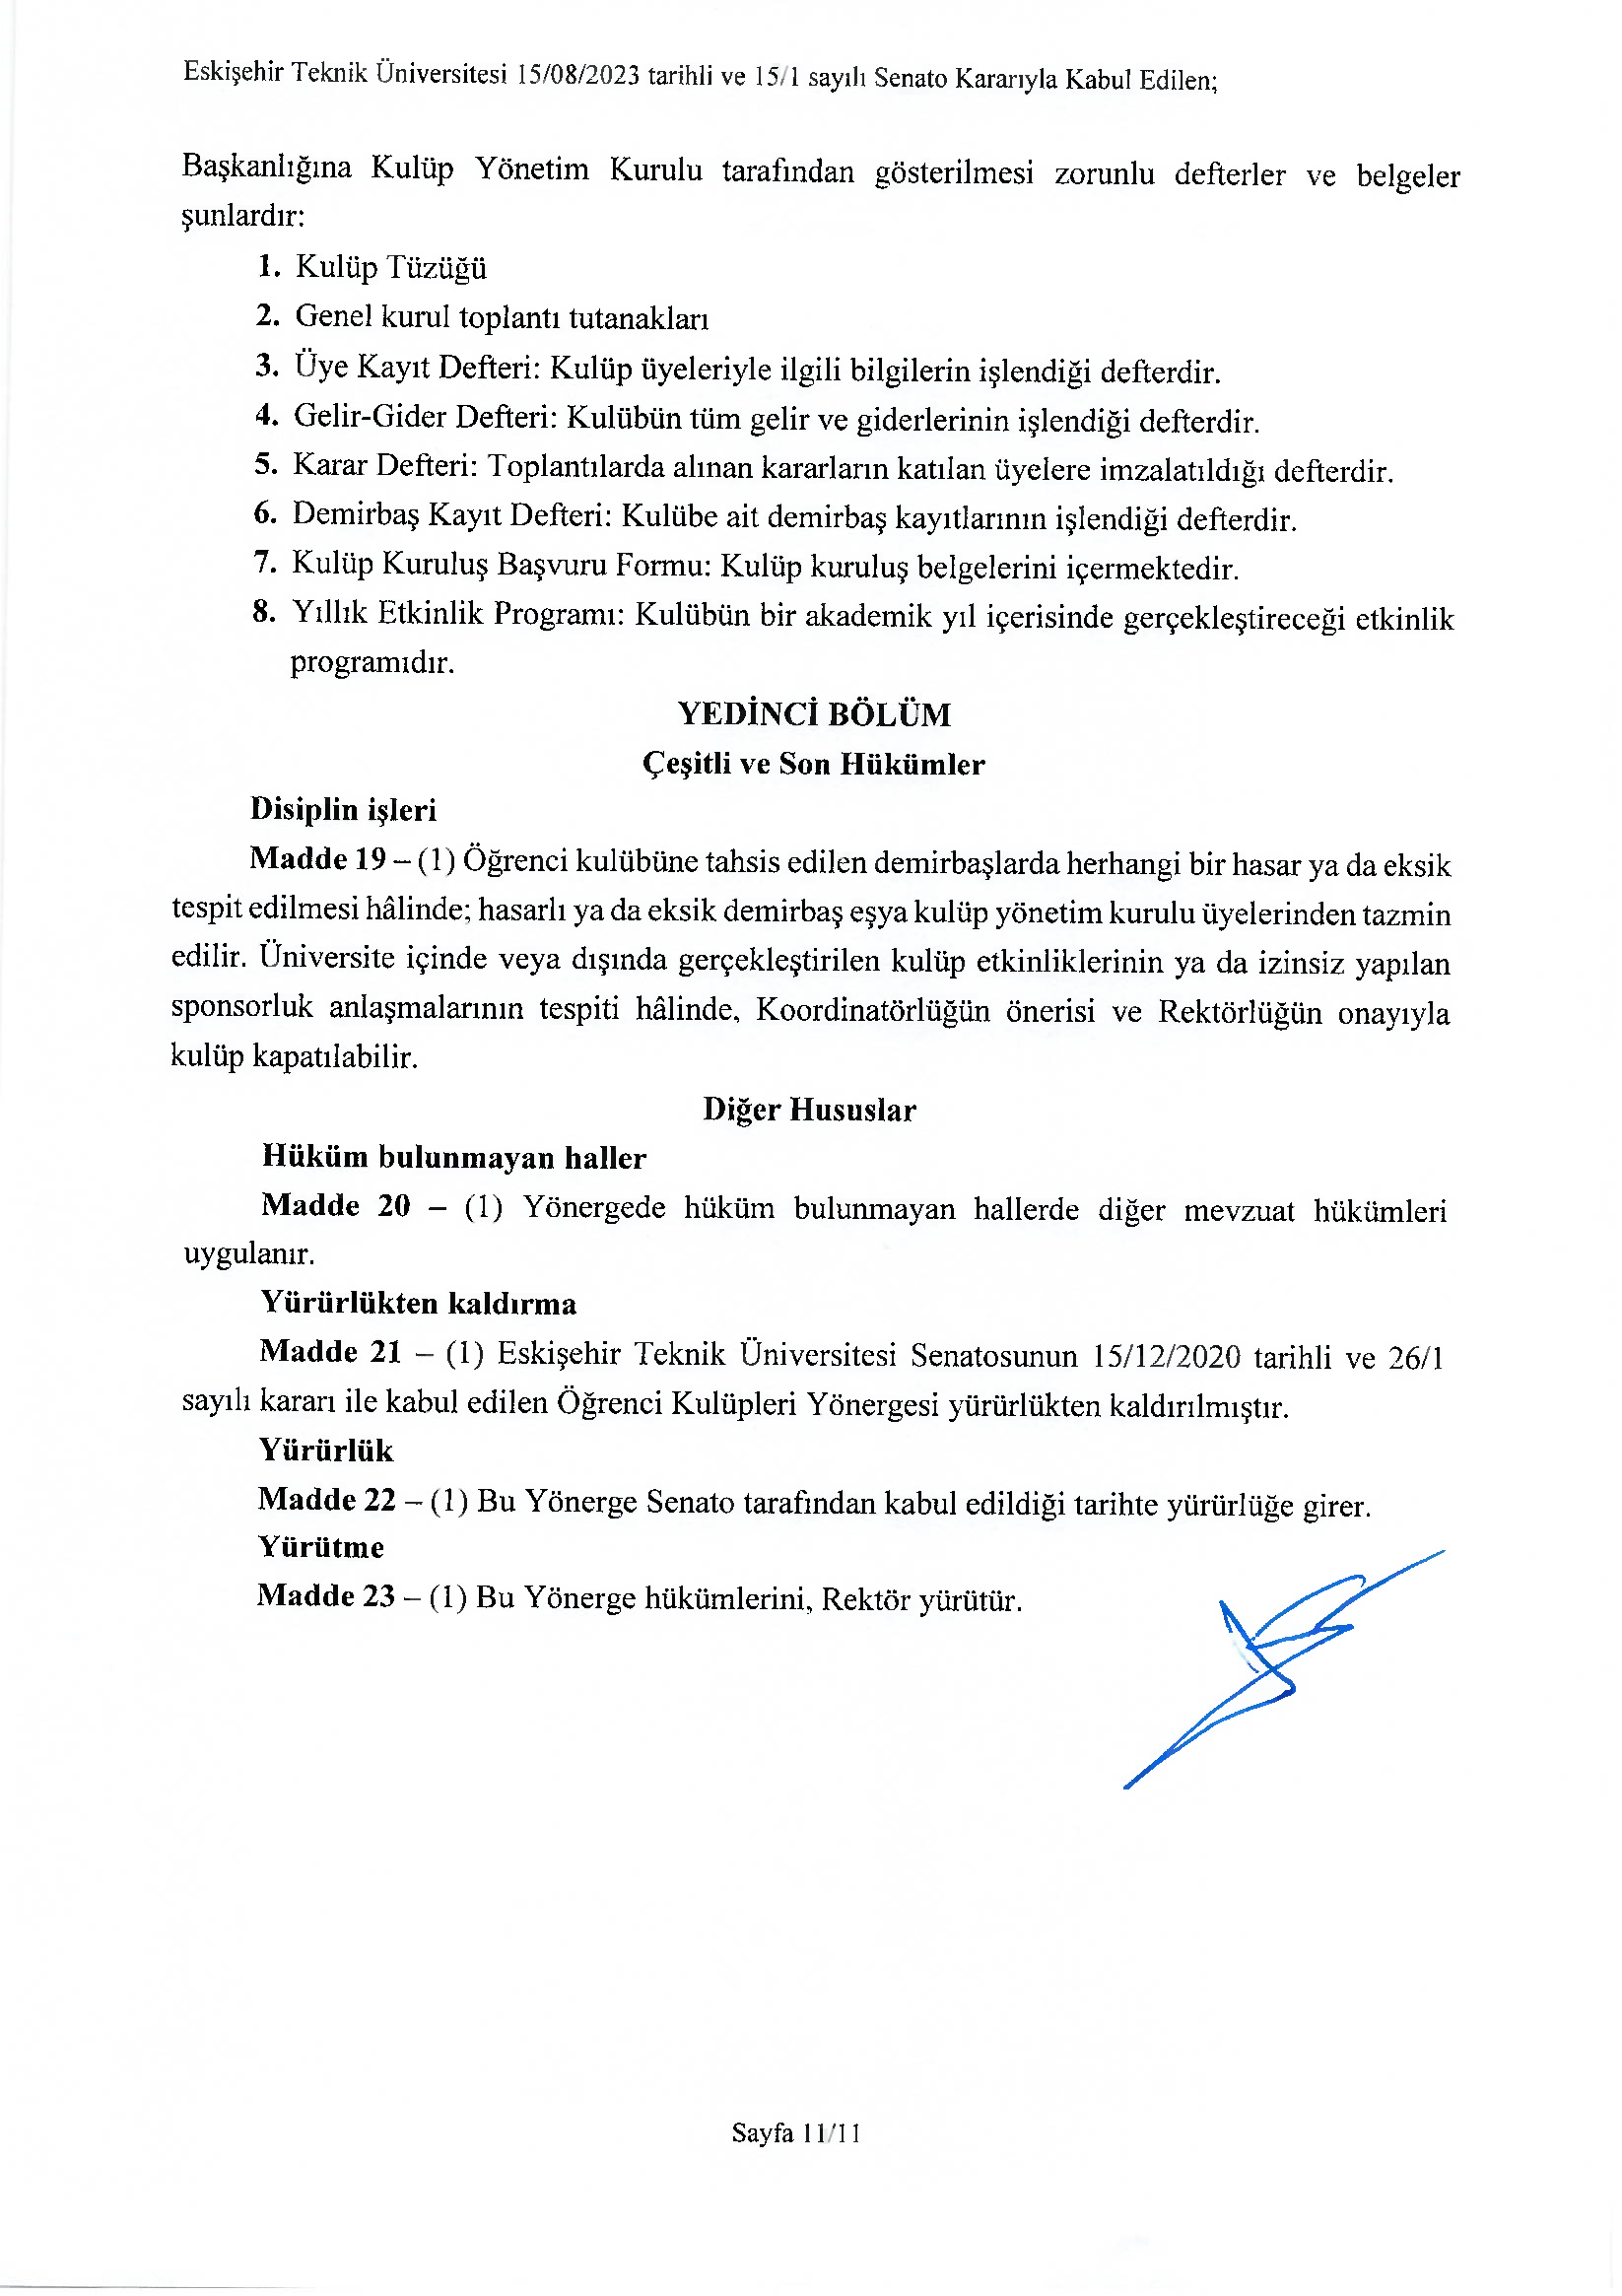 Eskişehir Teknik Üniversitesi 15/08/2023 tarihli ve 15/1 sayılı Senato Kararıyla Kabul Edilen;
Başkanlığına Kulüp Yönetim Kurulu tarafından gösterilmesi zorunlu defterler ve belgeler
şunlardır:
1. Kulüp Tüzüğü
2. Genel kurul toplantı tutanakları
3. Üye Kayıt Defteri: Kulüp üyeleriyle ilgili bilgilerin işlendiği defterdir.
4. Gelir-Gider Defteri: Kulübün tüm gelir ve giderlerinin işlendiği defterdir.
5. Karar Defteri: Toplantılarda alınan kararların katılan üyelere imzalatıldığı defterdir.
6. Demirbaş Kayıt Defteri: Kulübe ait demirbaş kayıtlarının işlendiği defterdir.
7. Kulüp Kuruluş Başvuru Formu: Kulüp kuruluş belgelerini içermektedir.
8. Yıllık Etkinlik Programı: Kulübün bir akademik yıl içerisinde gerçekleştireceği etkinlik
programıdır.
YEDİNCİ BÖLÜM
Çeşitli ve Son Hükümler
Disiplin işleri
Madde 19 – (1) Öğrenci kulübüne tahsis edilen demirbaşlarda herhangi bir hasar ya da eksik
tespit edilmesi hâlinde; hasarlı ya da eksik demirbaş eşya kulüp yönetim kurulu üyelerinden tazmin
edilir. Üniversite içinde veya dışında gerçekleştirilen kulüp etkinliklerinin ya da izinsiz yapılan
sponsorluk anlaşmalarının tespiti hâlinde, Koordinatörlüğün önerisi ve Rektörlüğün onayıyla
kulüp kapatılabilir.
Diğer Hususlar
Hüküm bulunmayan haller
Madde 20 – (1) Yönergede hüküm bulunmayan hallerde diğer mevzuat hükümleri
uygulanır.
Yürürlükten kaldırma
Madde 21 – (1) Eskişehir Teknik Üniversitesi Senatosunun 15/12/2020 tarihli ve 26/1
sayılı kararı ile kabul edilen Öğrenci Kulüpleri Yönergesi yürürlükten kaldırılmıştır.
Yürürlük
Madde 22 – (1) Bu Yönerge Senato tarafından kabul edildiği tarihte yürürlüğe girer.
Yürütme
Madde 23 – (1) Bu Yönerge hükümlerini, Rektör yürütür.
Sayfa 11/11